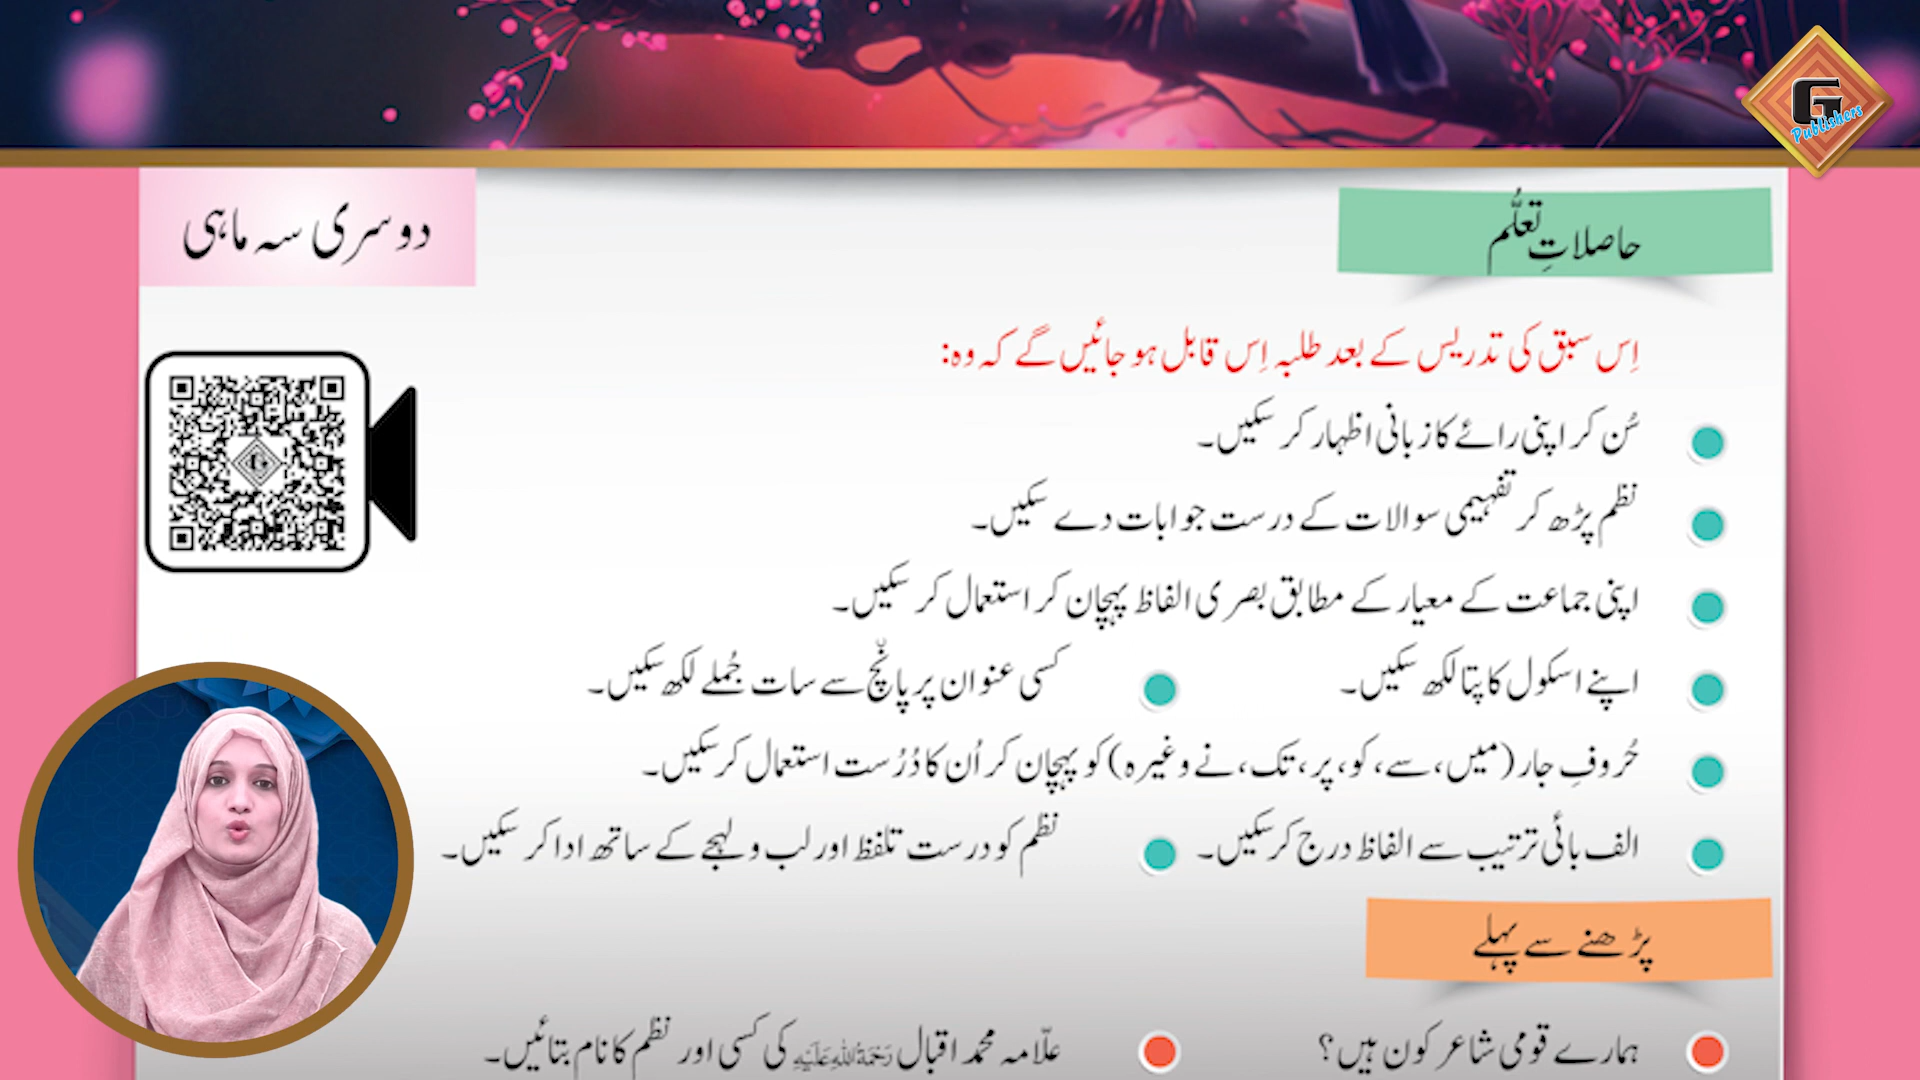 G
Publishers
حاصلاتِ تعلُّم
دوسری سہ ماہی
اِس سبق کی تدریس کے بعد طلبہ اِس قابل ہو جائیں گے کہ وہ:
سُن کر اپنی رائے کا زبانی اظہار کر سکیں۔
نظم پڑھ کر تفہیمی سوالات کے درست جوابات دے سکیں۔
اپنی جماعت کے معیار کے مطابق بصری الفاظ پہچان کر استعمال کر سکیں۔
اپنے اسکول کا پتا لکھ سکیں۔
کسی عنوان پر پانچ سے سات جُملے لکھ سکیں۔
حُروفِ جار (میں، سے، کو، پر، تک، نے وغیرہ) کو پہچان کر اُن کا دُرُست استعمال کر سکیں۔
الف بائی ترتیب سے الفاظ درج کر سکیں۔
نظم کو درست تلفظ اور لب و لہجے کے ساتھ ادا کر سکیں۔
پڑھنے سے پہلے
ہمارے قومی شاعر کون ہیں؟
علّامہ محمد اقبال رَحْمَةُاللهِ عَلَيْهِ کی کسی اور نظم کا نام بتائیں۔